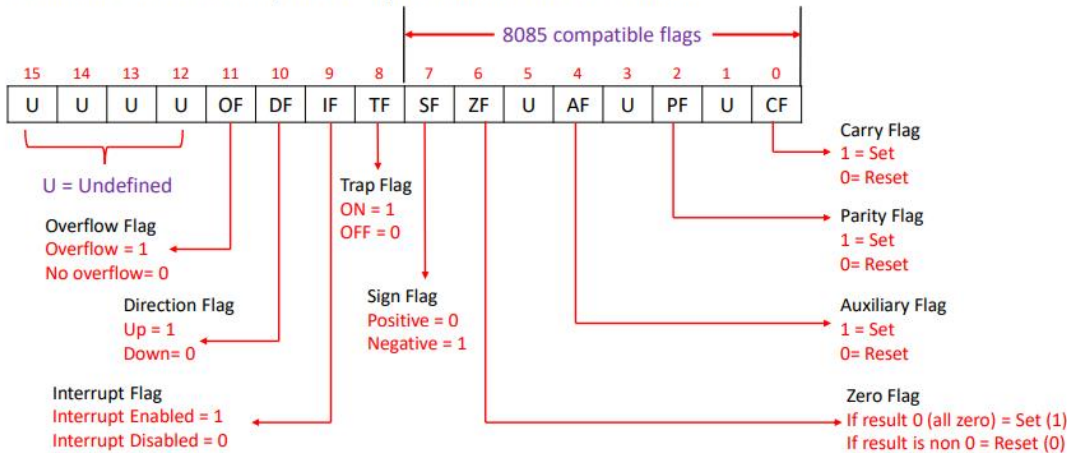 8085 compatible flags
15 14 13 12 11 10 9 8 7 6 5 4 3 2 1 0
U U U U OF DF IF TF SF ZF U AF U PF U CF
U = Undefined
Overflow Flag
Overflow = 1
No overflow= 0
Direction Flag
Up = 1
Down= 0
Interrupt Flag
Interrupt Enabled = 1
Interrupt Disabled = 0
Trap Flag
ON = 1
OFF = 0
Sign Flag
Positive = 0
Negative = 1
Carry Flag
1 = Set
0= Reset
Parity Flag
1 = Set
0= Reset
Auxiliary Flag
1 = Set
0= Reset
Zero Flag
If result 0 (all zero) = Set (1)
If result is non 0 = Reset (0)